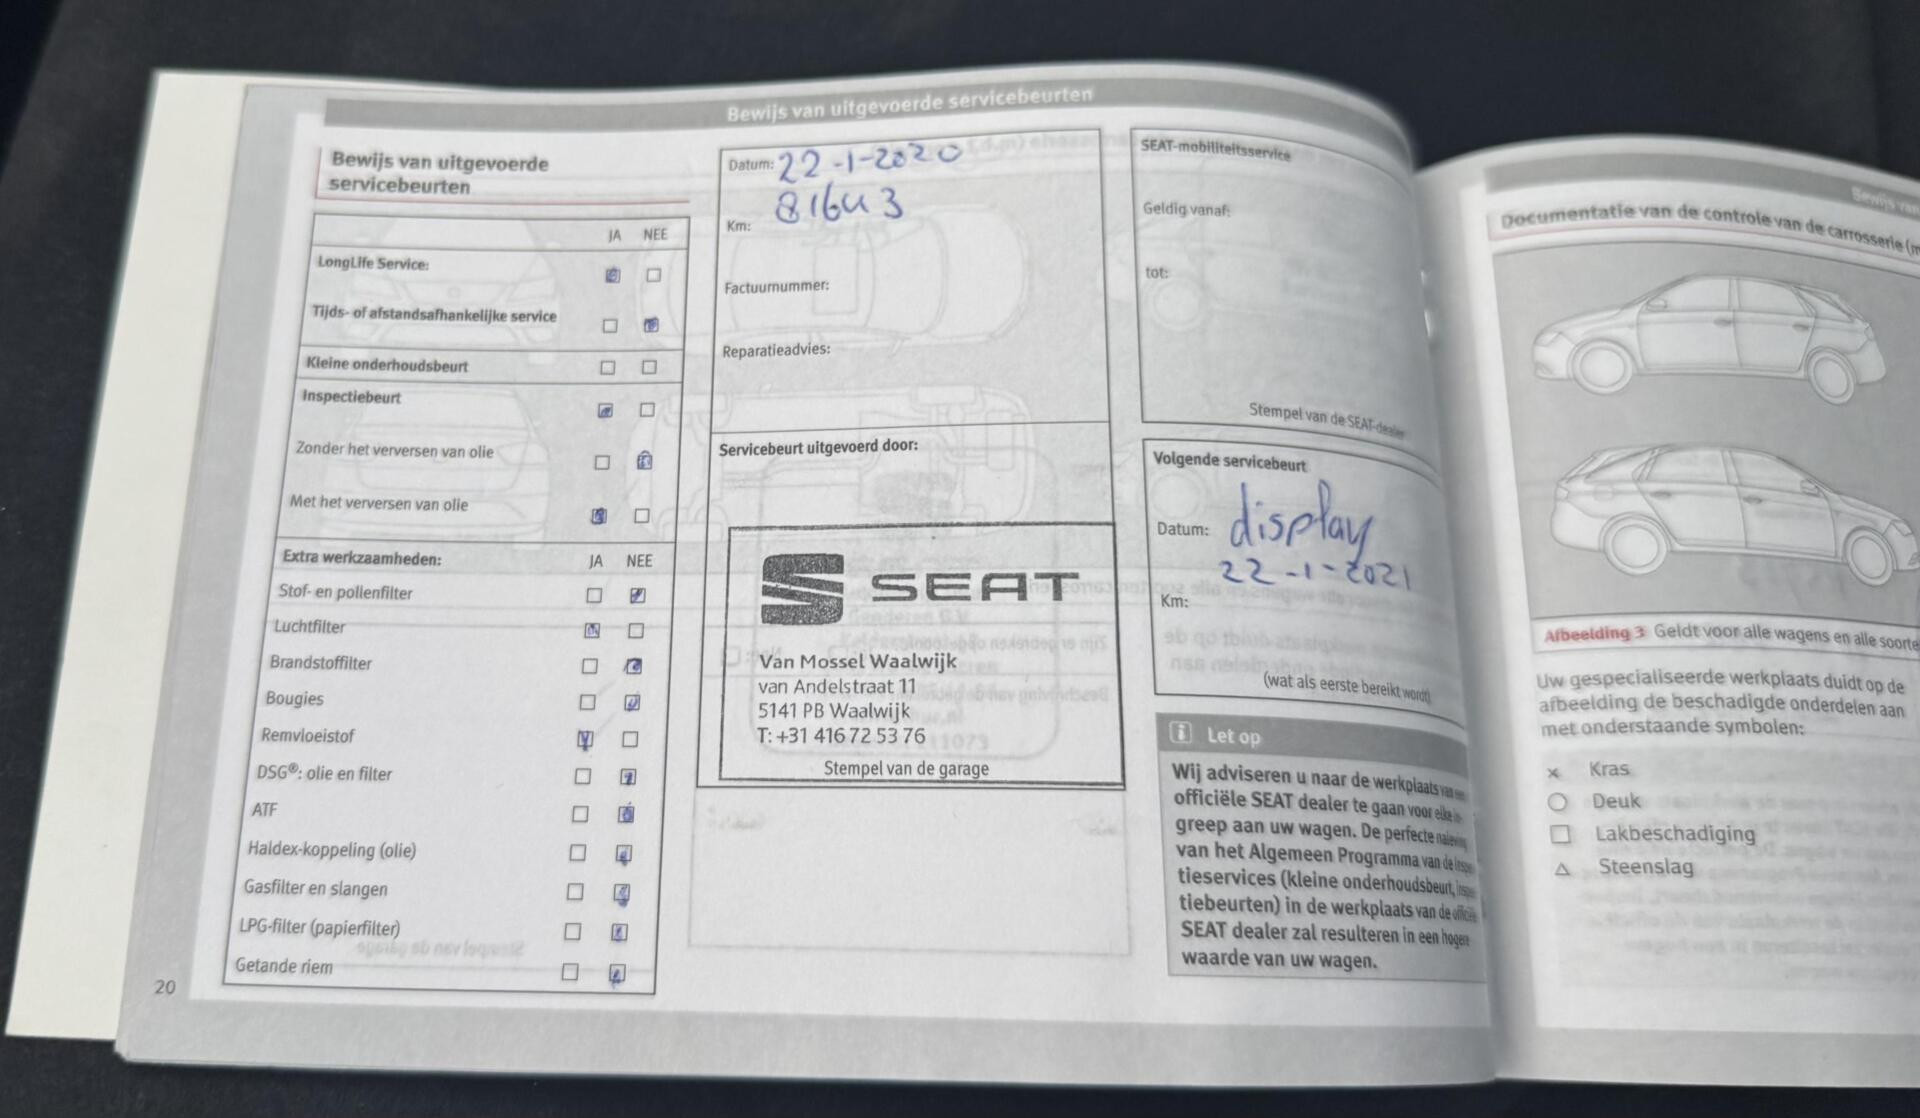 Bewijs van uitgevoerde servicebeurten
Bewijs van uitgevoerde
servicebeurten
JA NEE
LongLife Service:
Tijds- of afstandsafhankelijke service
Kleine onderhoudsbeurt
Inspectiebeurt
Zonder het verversen van olie
Met het verversen van olie
Extra werkzaamheden: JA NEE
Stof- en pollenfilter
Luchtfilter
Brandstoffilter
Bougies
Remvloeistof
DSG®: olie en filter
ATF
Haldex-koppeling (olie)
Gasfilter en slangen
LPG-filter (papierfilter)
Getande riem
20
Datum: 22-1-2020
Km: 81643
Factuurnummer:
Reparatieadvies:
Servicebeurt uitgevoerd door:
SEAT
Van Mossel Waalwijk
van Andelstraat 11
5141 PB Waalwijk
T: +31 416 72 53 76
Stempel van de garage
SEAT-mobiliteitsservice
Geldig vanaf:
tot:
Stempel van de SEAT-dealer
Volgende servicebeurt
Datum: display
22-1-2021
Km:
(wat als eerste bereikt wordt)
Let op
Wij adviseren u naar de werkplaats van een
officiële SEAT dealer te gaan voor elke in-
greep aan uw wagen. De perfecte naleving
van het Algemeen Programma van de inspec-
tieservices (kleine onderhoudsbeurt, inspec-
tiebeurten) in de werkplaats van de officiële
SEAT dealer zal resulteren in een hogere
waarde van uw wagen.
Bewijs van
Documentatie van de controle van de carrosserie (m
Afbeelding 3 Geldt voor alle wagens en alle soorte
Uw gespecialiseerde werkplaats duidt op de
afbeelding de beschadigde onderdelen aan
met onderstaande symbolen:
× Kras
○ Deuk
□ Lakbeschadiging
△ Steenslag